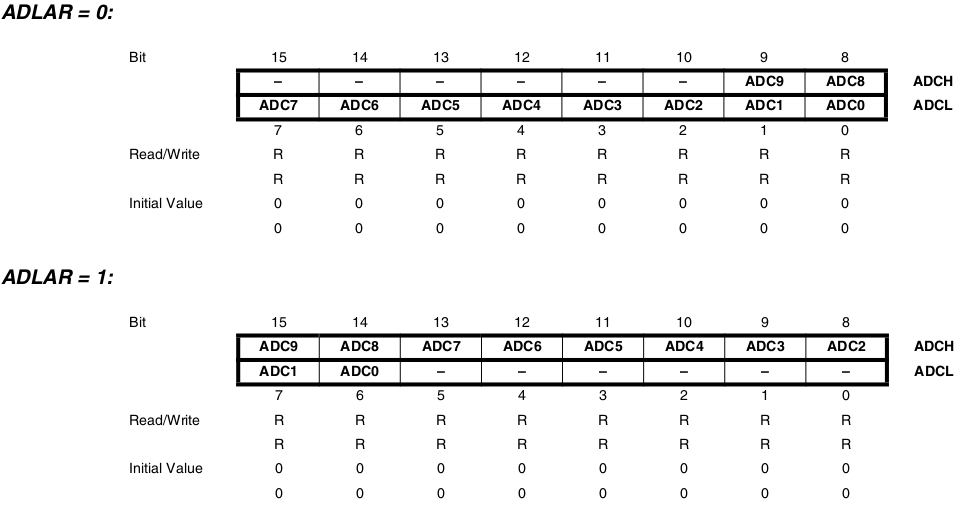 ADLAR = 0:
Bit 15 14 13 12 11 10 9 8
– – – – – – ADC9 ADC8 ADCH
ADC7 ADC6 ADC5 ADC4 ADC3 ADC2 ADC1 ADC0 ADCL
7 6 5 4 3 2 1 0
Read/Write R R R R R R R R
R R R R R R R R
Initial Value 0 0 0 0 0 0 0 0
0 0 0 0 0 0 0 0
ADLAR = 1:
Bit 15 14 13 12 11 10 9 8
ADC9 ADC8 ADC7 ADC6 ADC5 ADC4 ADC3 ADC2 ADCH
ADC1 ADC0 – – – – – – ADCL
7 6 5 4 3 2 1 0
Read/Write R R R R R R R R
R R R R R R R R
Initial Value 0 0 0 0 0 0 0 0
0 0 0 0 0 0 0 0